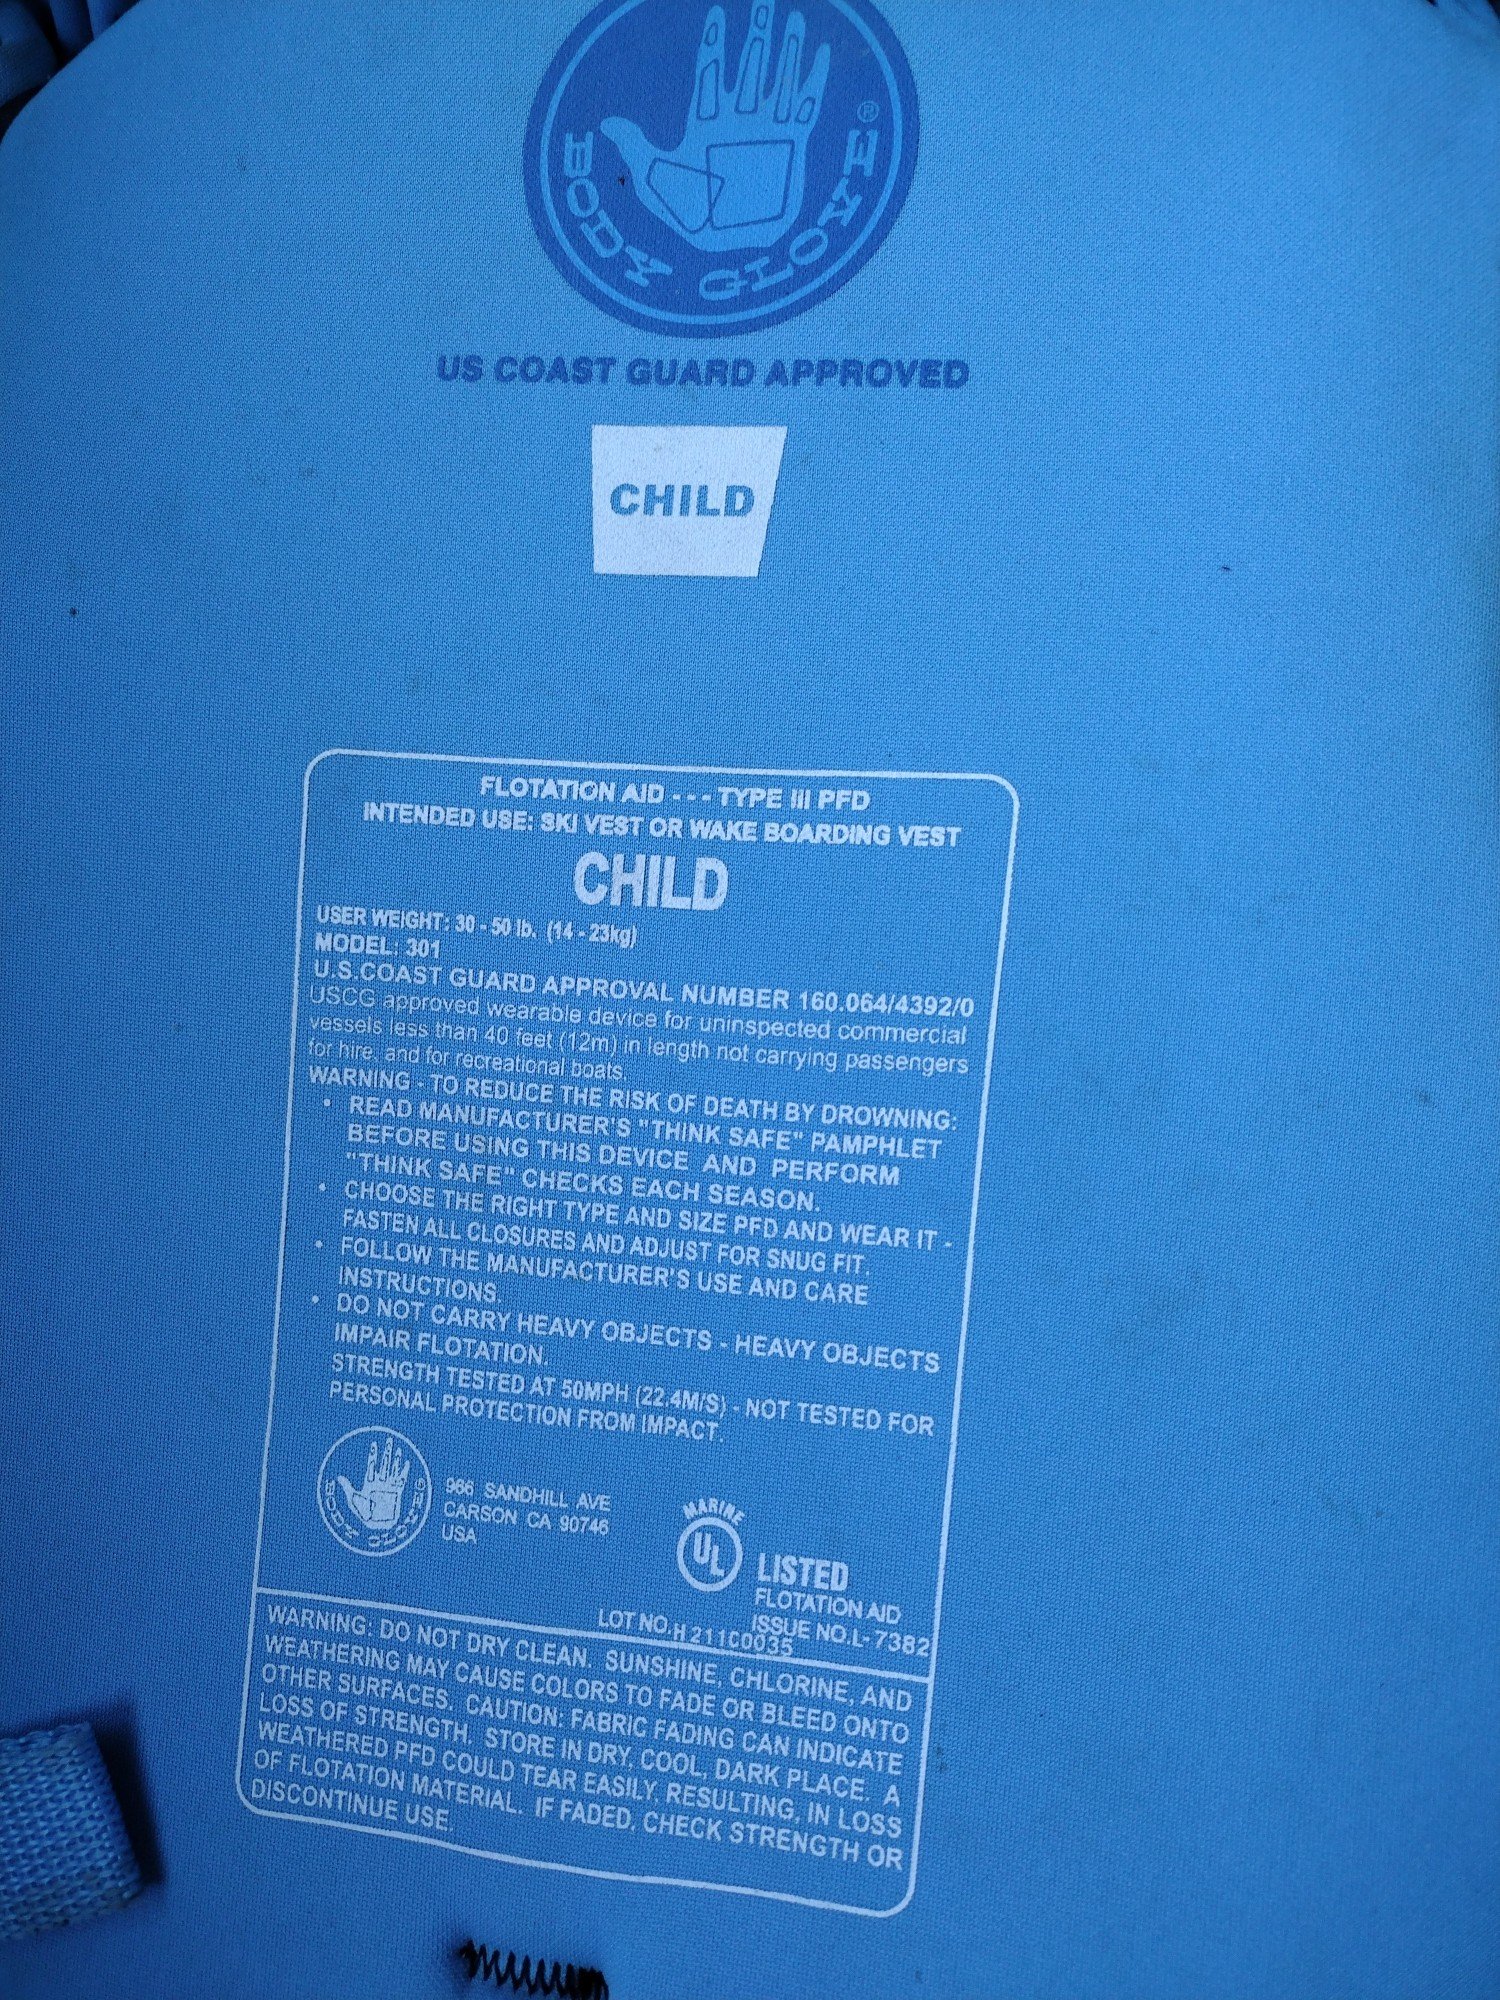 BODY GLOVE®
US COAST GUARD APPROVED
CHILD
FLOTATION AID - - - TYPE III PFD
INTENDED USE: SKI VEST OR WAKE BOARDING VEST
CHILD
USER WEIGHT: 30 - 50 lb. (14 - 23kg)
MODEL: 301
U.S.COAST GUARD APPROVAL NUMBER 160.064/4392/0
USCG approved wearable device for uninspected commercial
vessels less than 40 feet (12m) in length not carrying passengers
for hire, and for recreational boats.
WARNING - TO REDUCE THE RISK OF DEATH BY DROWNING:
• READ MANUFACTURER'S "THINK SAFE" PAMPHLET
BEFORE USING THIS DEVICE AND PERFORM
"THINK SAFE" CHECKS EACH SEASON.
• CHOOSE THE RIGHT TYPE AND SIZE PFD AND WEAR IT -
FASTEN ALL CLOSURES AND ADJUST FOR SNUG FIT.
• FOLLOW THE MANUFACTURER'S USE AND CARE
INSTRUCTIONS.
• DO NOT CARRY HEAVY OBJECTS - HEAVY OBJECTS
IMPAIR FLOTATION.
STRENGTH TESTED AT 50MPH (22.4M/S) - NOT TESTED FOR
PERSONAL PROTECTION FROM IMPACT.
BODY GLOVE
966 SANDHILL AVE
CARSON CA 90746
USA
MARINE
UL
LISTED
FLOTATION AID
ISSUE NO.L-7382
LOT NO.H211C0035
WARNING: DO NOT DRY CLEAN. SUNSHINE, CHLORINE, AND
WEATHERING MAY CAUSE COLORS TO FADE OR BLEED ONTO
OTHER SURFACES. CAUTION: FABRIC FADING CAN INDICATE
LOSS OF STRENGTH. STORE IN DRY, COOL, DARK PLACE. A
WEATHERED PFD COULD TEAR EASILY, RESULTING, IN LOSS
OF FLOTATION MATERIAL. IF FADED, CHECK STRENGTH OR
DISCONTINUE USE.